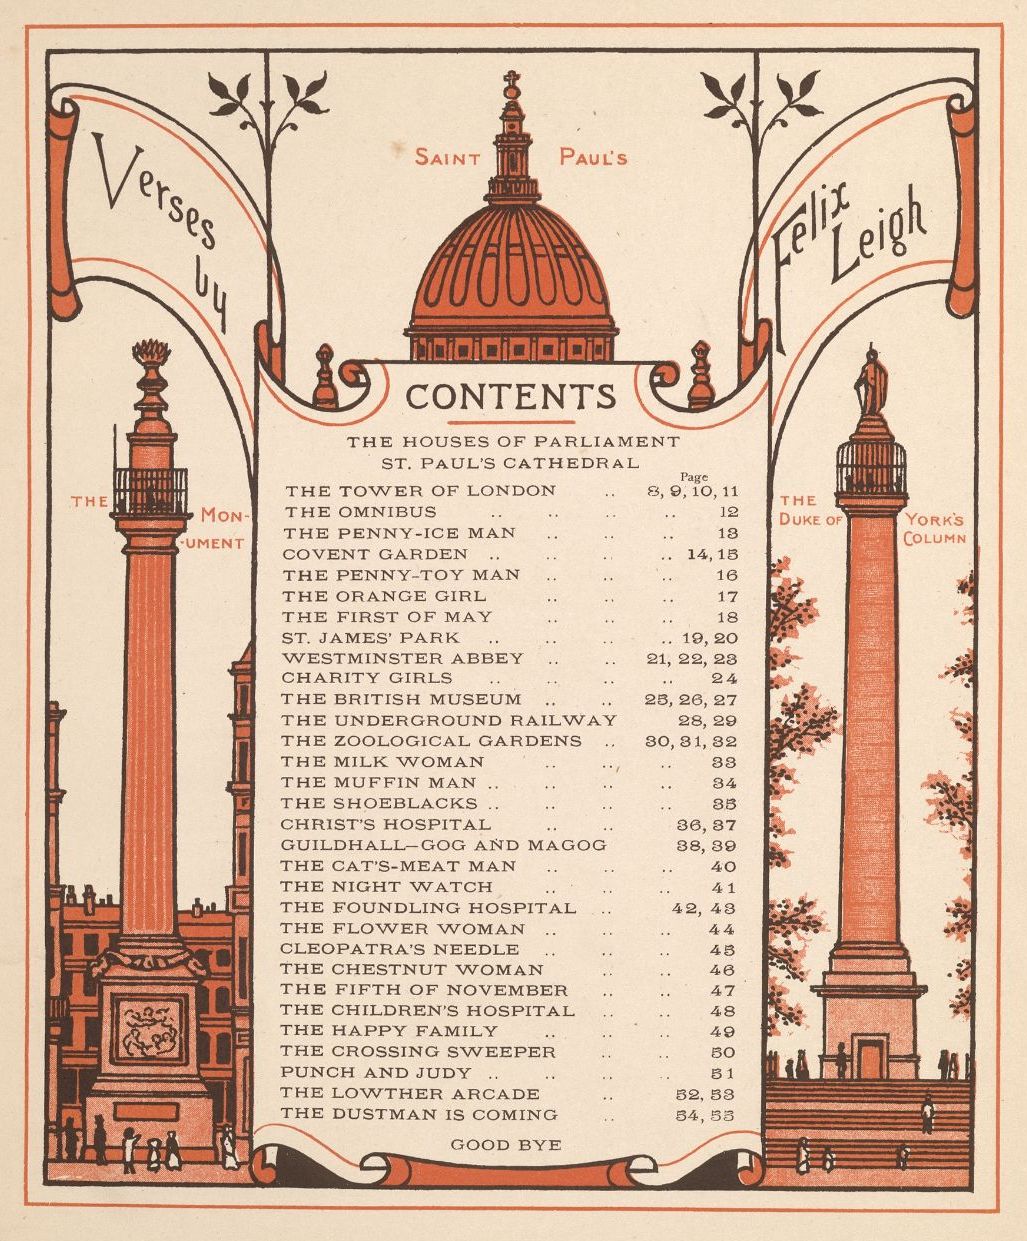 Verses
by
Felix
Leigh
SAINT PAUL'S
THE MON-
-UMENT
THE
DUKE OF YORK'S
COLUMN
CONTENTS
THE HOUSES OF PARLIAMENT
ST. PAUL'S CATHEDRAL
Page
THE TOWER OF LONDON .. 8, 9, 10, 11
THE OMNIBUS .. .. .. .. 12
THE PENNY-ICE MAN .. .. .. 13
COVENT GARDEN .. .. .. .. 14, 15
THE PENNY-TOY MAN .. .. .. 16
THE ORANGE GIRL .. .. .. 17
THE FIRST OF MAY .. .. .. 18
ST. JAMES' PARK .. .. .. 19, 20
WESTMINSTER ABBEY .. .. 21, 22, 23
CHARITY GIRLS .. .. .. .. 24
THE BRITISH MUSEUM .. .. 25, 26, 27
THE UNDERGROUND RAILWAY 28, 29
THE ZOOLOGICAL GARDENS .. 30, 31, 32
THE MILK WOMAN .. .. .. 33
THE MUFFIN MAN .. .. .. .. 34
THE SHOEBLACKS .. .. .. .. 35
CHRIST'S HOSPITAL .. .. 36, 37
GUILDHALL—GOG AND MAGOG 38, 39
THE CAT'S-MEAT MAN .. .. .. 40
THE NIGHT WATCH .. .. .. 41
THE FOUNDLING HOSPITAL .. 42, 43
THE FLOWER WOMAN .. .. .. 44
CLEOPATRA'S NEEDLE .. .. .. 45
THE CHESTNUT WOMAN .. .. 46
THE FIFTH OF NOVEMBER .. .. 47
THE CHILDREN'S HOSPITAL .. .. 48
THE HAPPY FAMILY .. .. .. 49
THE CROSSING SWEEPER .. .. 50
PUNCH AND JUDY .. .. .. .. 51
THE LOWTHER ARCADE .. 52, 53
THE DUSTMAN IS COMING .. 54, 55
GOOD BYE